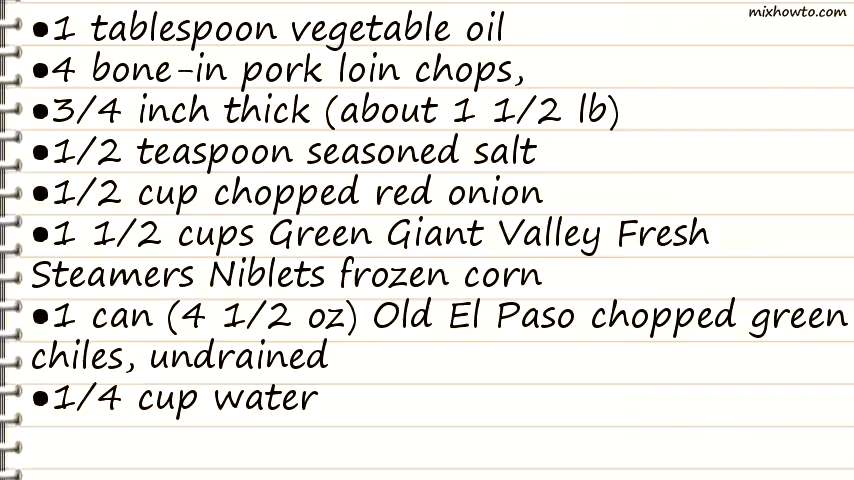 mixhowto.com
•1 tablespoon vegetable oil
•4 bone-in pork loin chops,
•3/4 inch thick (about 1 1/2 lb)
•1/2 teaspoon seasoned salt
•1/2 cup chopped red onion
•1 1/2 cups Green Giant Valley Fresh
Steamers Niblets frozen corn
•1 can (4 1/2 oz) Old El Paso chopped green
chiles, undrained
•1/4 cup water